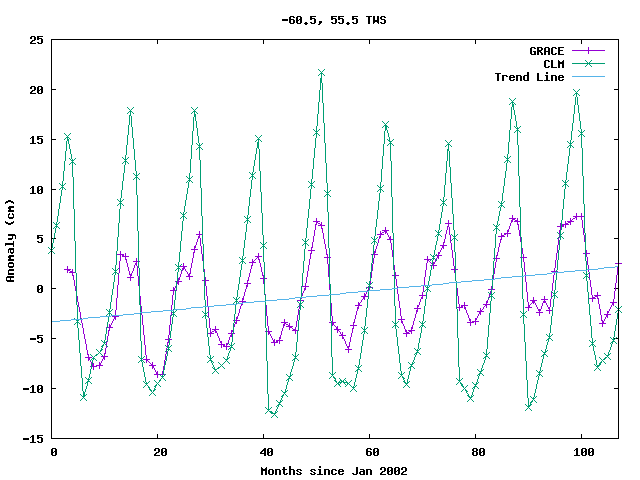 -60.5, 55.5 TWS
GRACE
CLM
Trend Line
25
20
15
10
5
0
-5
-10
-15
Anomaly (cm)
0 20 40 60 80 100
Months since Jan 2002